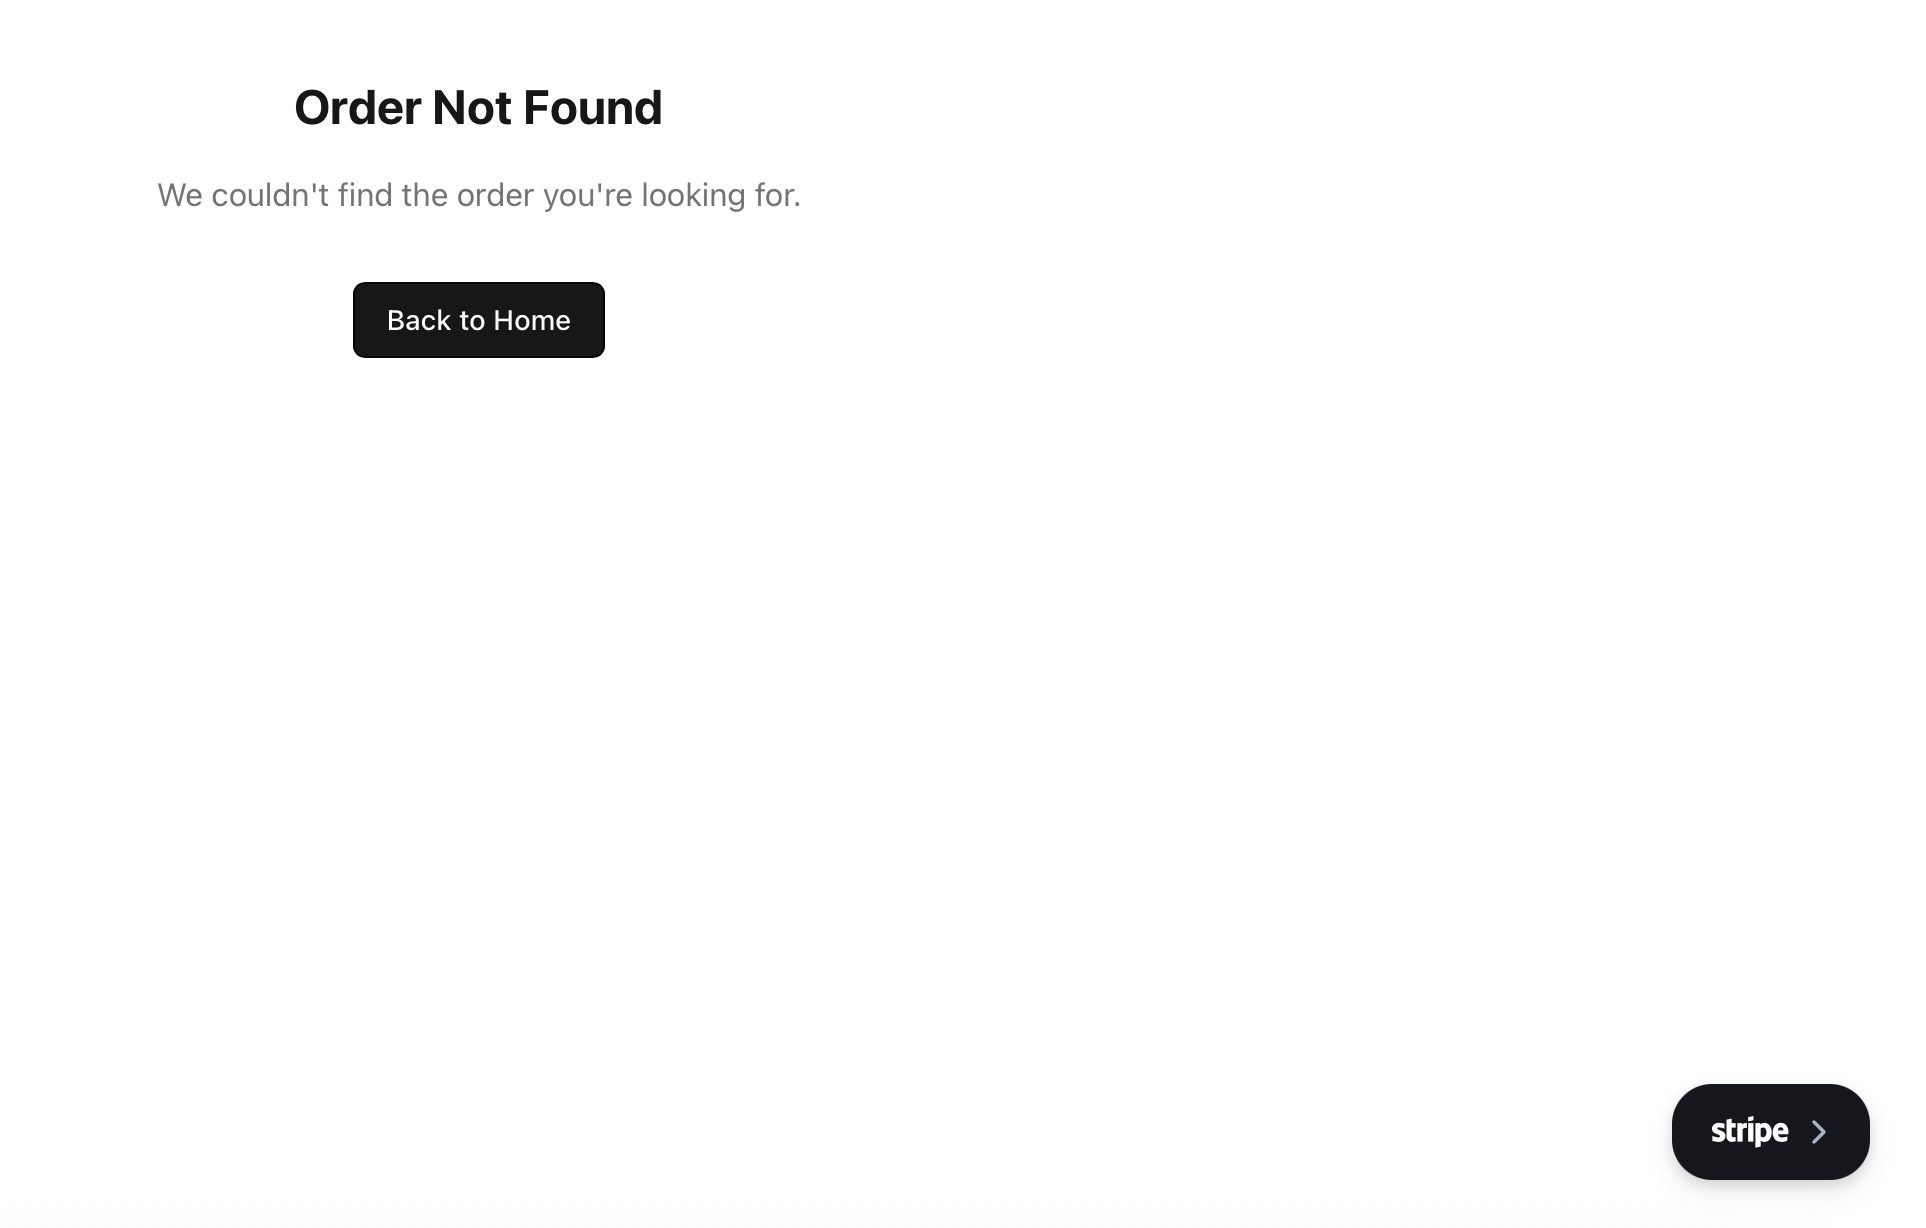 Order Not Found
We couldn't find the order you're looking for.
Back to Home
stripe